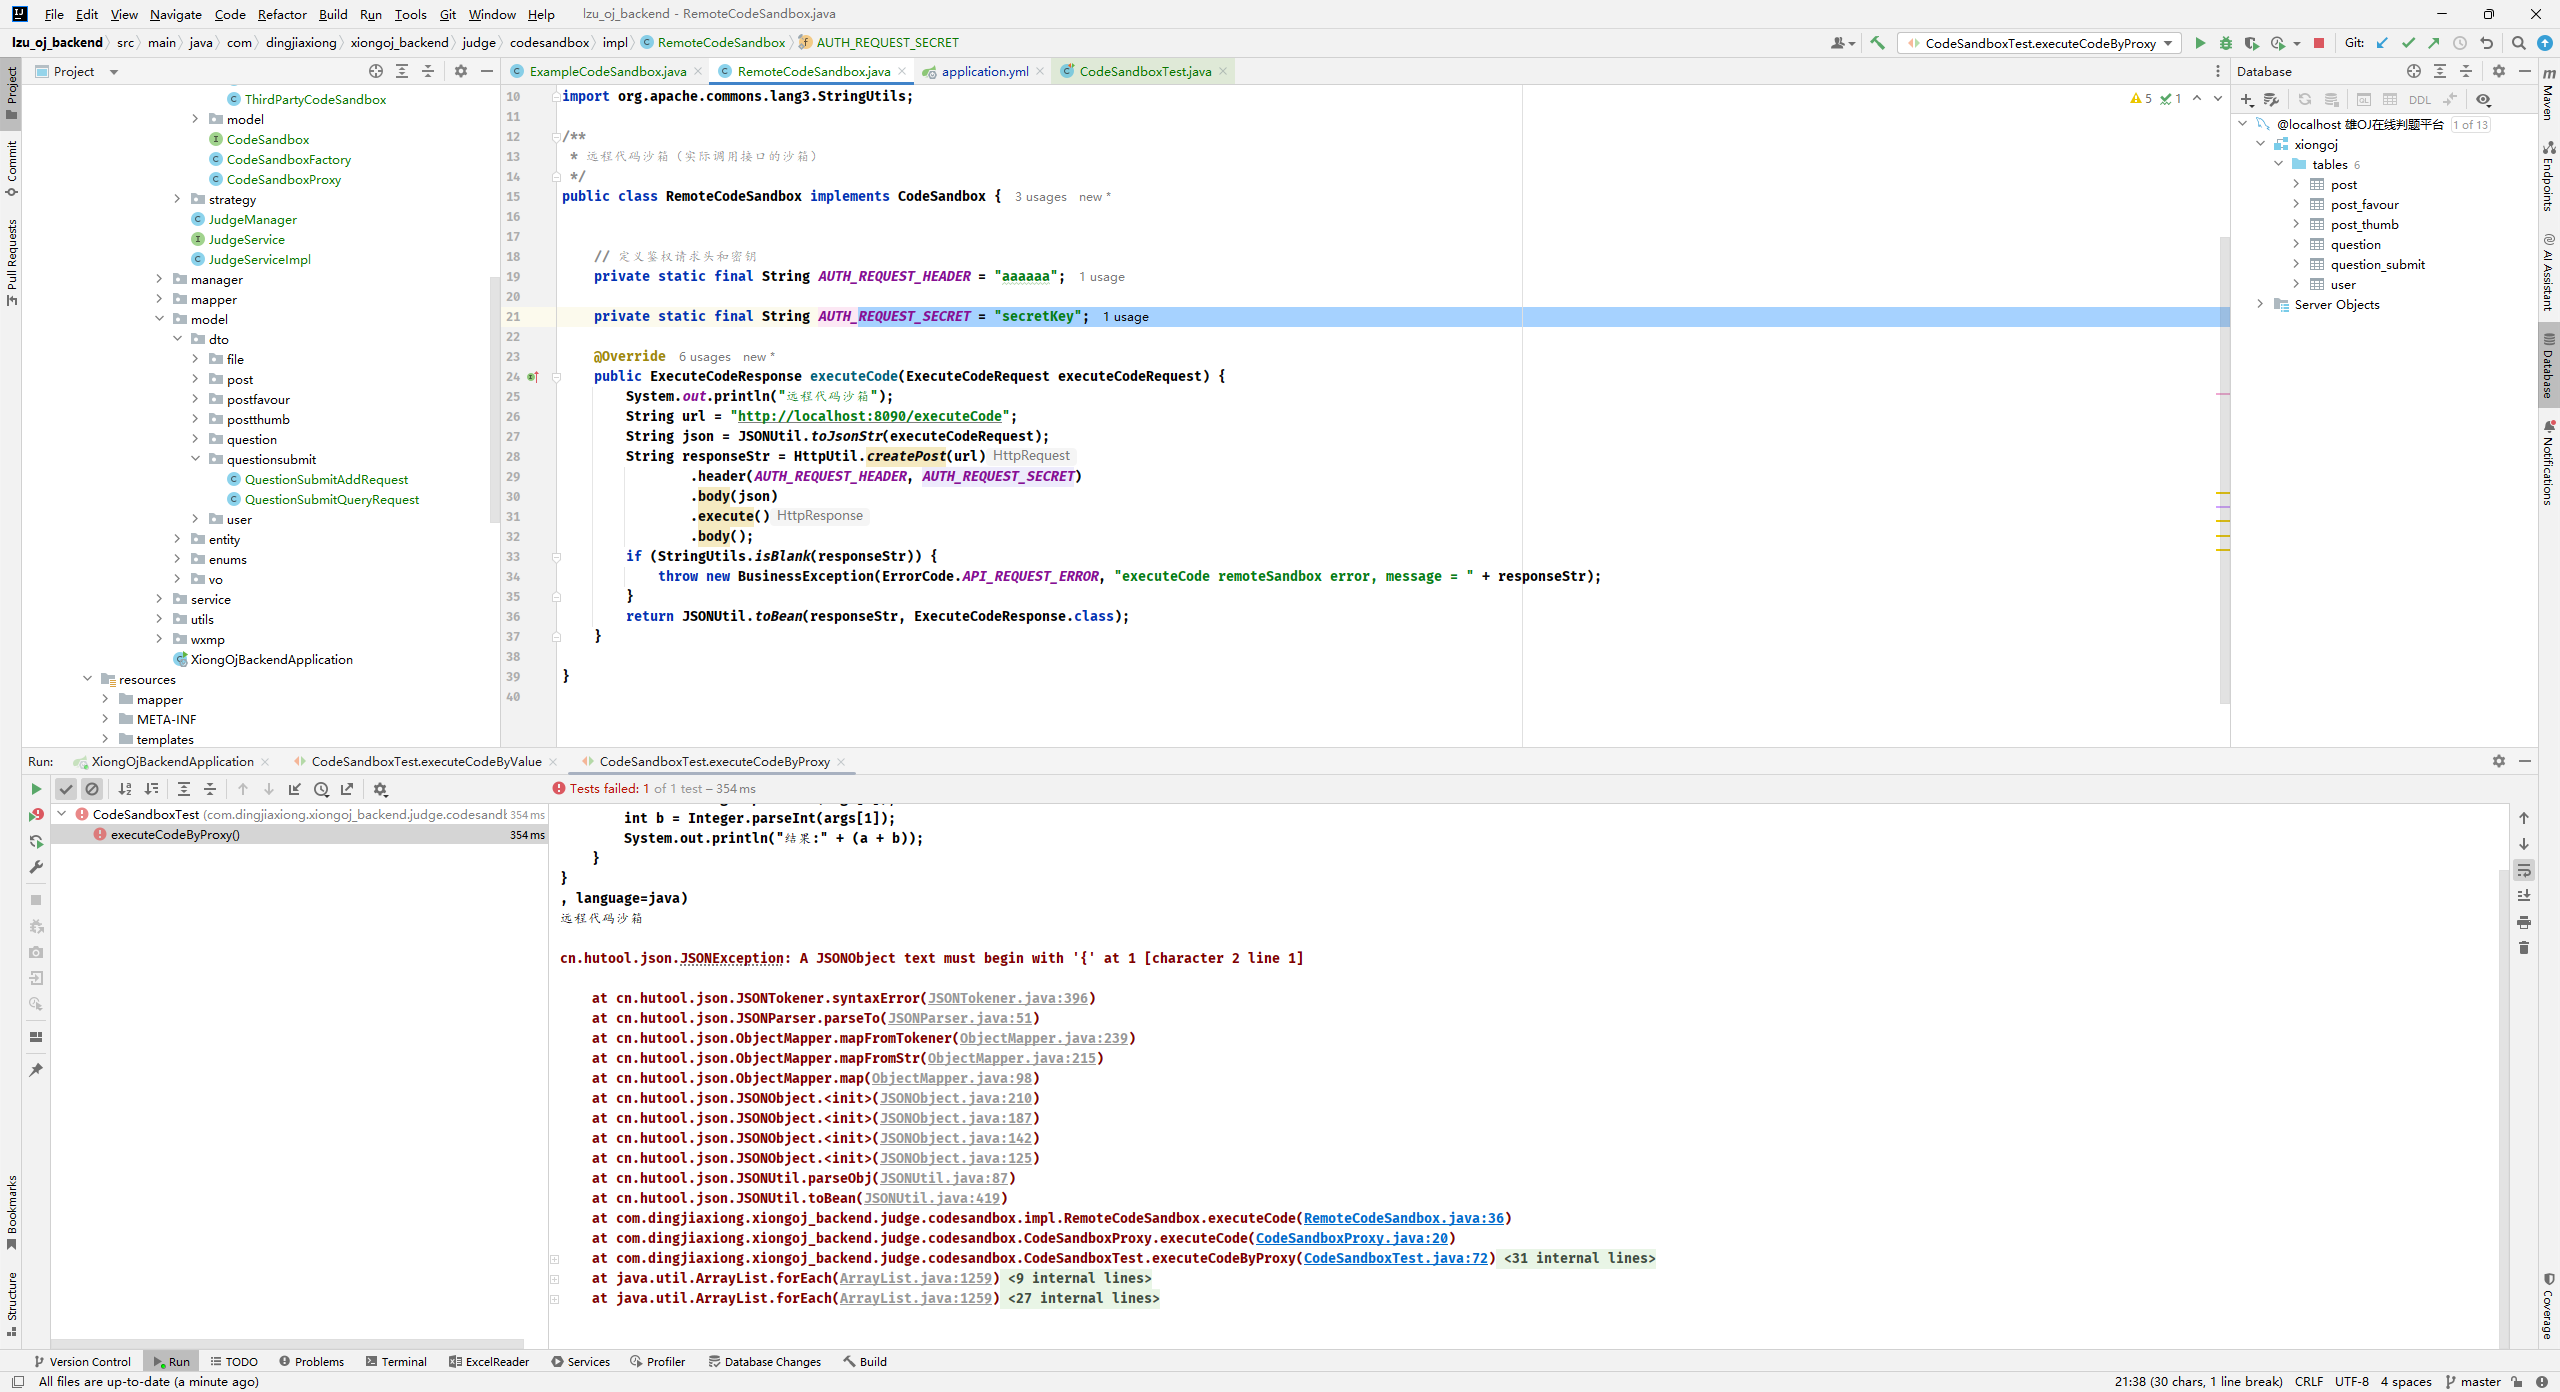 File Edit View Navigate Code Refactor Build Run Tools Git Window Help lzu_oj_backend - RemoteCodeSandbox.java
lzu_oj_backend src main java com dingjiaxiong xiongoj_backend judge codesandbox impl RemoteCodeSandbox AUTH_REQUEST_SECRET
CodeSandboxTest.executeCodeByProxy
Git:
Project
ExampleCodeSandbox.java
RemoteCodeSandbox.java
application.yml
CodeSandboxTest.java
Database
Project
Commit
Pull Requests
Bookmarks
Structure
ThirdPartyCodeSandbox
model
CodeSandbox
CodeSandboxFactory
CodeSandboxProxy
strategy
JudgeManager
JudgeService
JudgeServiceImpl
manager
mapper
model
dto
file
post
postfavour
postthumb
question
questionsubmit
QuestionSubmitAddRequest
QuestionSubmitQueryRequest
user
entity
enums
vo
service
utils
wxmp
XiongOjBackendApplication
resources
mapper
META-INF
templates
5 1
10 import org.apache.commons.lang3.StringUtils;
11
12 /**
13 * 远程代码沙箱（实际调用接口的沙箱）
14 */
15 public class RemoteCodeSandbox implements CodeSandbox { 3 usages new *
16
17
18 // 定义鉴权请求头和密钥
19 private static final String AUTH_REQUEST_HEADER = "aaaaaa"; 1 usage
20
21 private static final String AUTH_REQUEST_SECRET = "secretKey"; 1 usage
22
23 @Override 6 usages new *
24 public ExecuteCodeResponse executeCode(ExecuteCodeRequest executeCodeRequest) {
25 System.out.println("远程代码沙箱");
26 String url = "http://localhost:8090/executeCode";
27 String json = JSONUtil.toJsonStr(executeCodeRequest);
28 String responseStr = HttpUtil.createPost(url) HttpRequest
29 .header(AUTH_REQUEST_HEADER, AUTH_REQUEST_SECRET)
30 .body(json)
31 .execute() HttpResponse
32 .body();
33 if (StringUtils.isBlank(responseStr)) {
34 throw new BusinessException(ErrorCode.API_REQUEST_ERROR, "executeCode remoteSandbox error, message = " + responseStr);
35 }
36 return JSONUtil.toBean(responseStr, ExecuteCodeResponse.class);
37 }
38
39 }
40
DDL
@localhost 雄OJ在线判题平台 1 of 13
xiongoj
tables 6
post
post_favour
post_thumb
question
question_submit
user
Server Objects
m
Maven
Endpoints
AI Assistant
Database
Notifications
Coverage
Run: XiongOjBackendApplication CodeSandboxTest.executeCodeByValue CodeSandboxTest.executeCodeByProxy
Tests failed: 1 of 1 test – 354 ms
CodeSandboxTest (com.dingjiaxiong.xiongoj_backend.judge.codesand 354 ms
executeCodeByProxy() 354 ms
int b = Integer.parseInt(args[1]);
System.out.println("结果:" + (a + b));
}
}
, language=java)
远程代码沙箱
cn.hutool.json.JSONException: A JSONObject text must begin with '{' at 1 [character 2 line 1]
at cn.hutool.json.JSONTokener.syntaxError(JSONTokener.java:396)
at cn.hutool.json.JSONParser.parseTo(JSONParser.java:51)
at cn.hutool.json.ObjectMapper.mapFromTokener(ObjectMapper.java:239)
at cn.hutool.json.ObjectMapper.mapFromStr(ObjectMapper.java:215)
at cn.hutool.json.ObjectMapper.map(ObjectMapper.java:98)
at cn.hutool.json.JSONObject.<init>(JSONObject.java:210)
at cn.hutool.json.JSONObject.<init>(JSONObject.java:187)
at cn.hutool.json.JSONObject.<init>(JSONObject.java:142)
at cn.hutool.json.JSONObject.<init>(JSONObject.java:125)
at cn.hutool.json.JSONUtil.parseObj(JSONUtil.java:87)
at cn.hutool.json.JSONUtil.toBean(JSONUtil.java:419)
at com.dingjiaxiong.xiongoj_backend.judge.codesandbox.impl.RemoteCodeSandbox.executeCode(RemoteCodeSandbox.java:36)
at com.dingjiaxiong.xiongoj_backend.judge.codesandbox.CodeSandboxProxy.executeCode(CodeSandboxProxy.java:20)
at com.dingjiaxiong.xiongoj_backend.judge.codesandbox.CodeSandboxTest.executeCodeByProxy(CodeSandboxTest.java:72) <31 internal lines>
at java.util.ArrayList.forEach(ArrayList.java:1259) <9 internal lines>
at java.util.ArrayList.forEach(ArrayList.java:1259) <27 internal lines>
Version Control Run TODO Problems Terminal ExcelReader Services Profiler Database Changes Build
All files are up-to-date (a minute ago)
21:38 (30 chars, 1 line break) CRLF UTF-8 4 spaces master